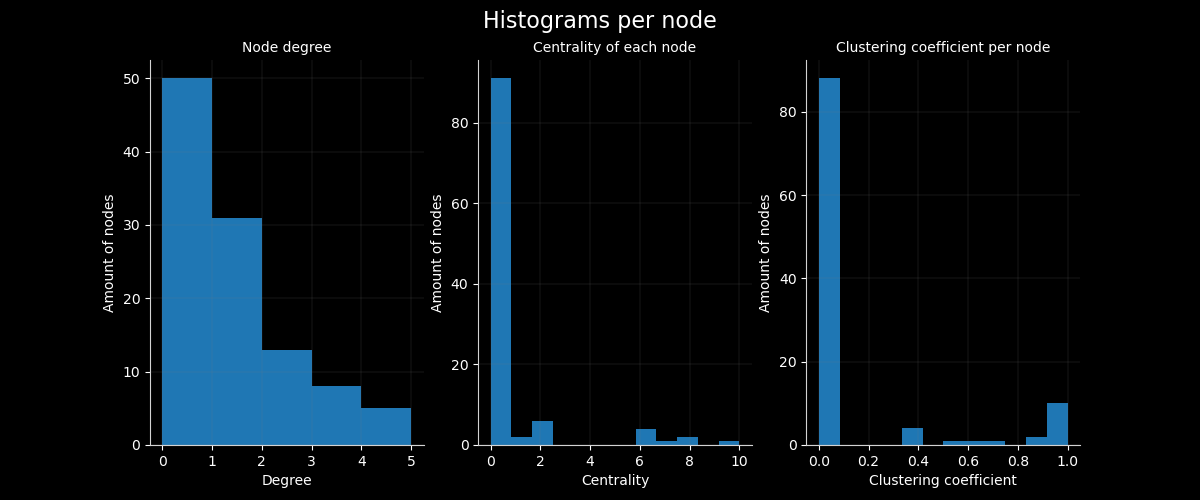 Histograms per node
Node degree
Centrality of each node
Clustering coefficient per node
50
40
30
20
10
0
Amount of nodes
0 1 2 3 4 5
Degree
80
60
40
20
0
Amount of nodes
0 2 4 6 8 10
Centrality
80
60
40
20
0
Amount of nodes
0.0 0.2 0.4 0.6 0.8 1.0
Clustering coefficient